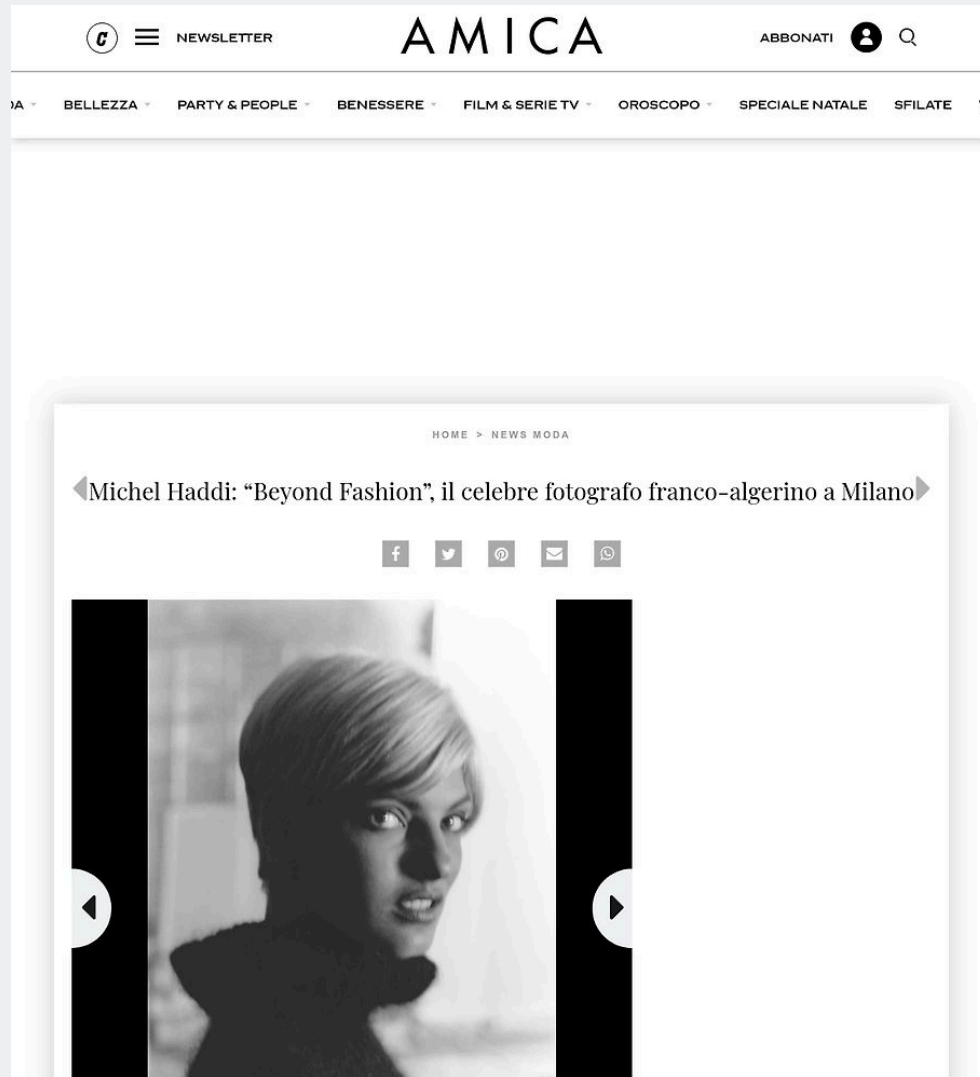 NEWSLETTER
AMICA
ABBONATI
DA
BELLEZZA
PARTY & PEOPLE
BENESSERE
FILM & SERIE TV
OROSCOPO
SPECIALE NATALE
SFILATE
HOME > NEWS MODA
Michel Haddi: “Beyond Fashion”, il celebre fotografo franco-algerino a Milano